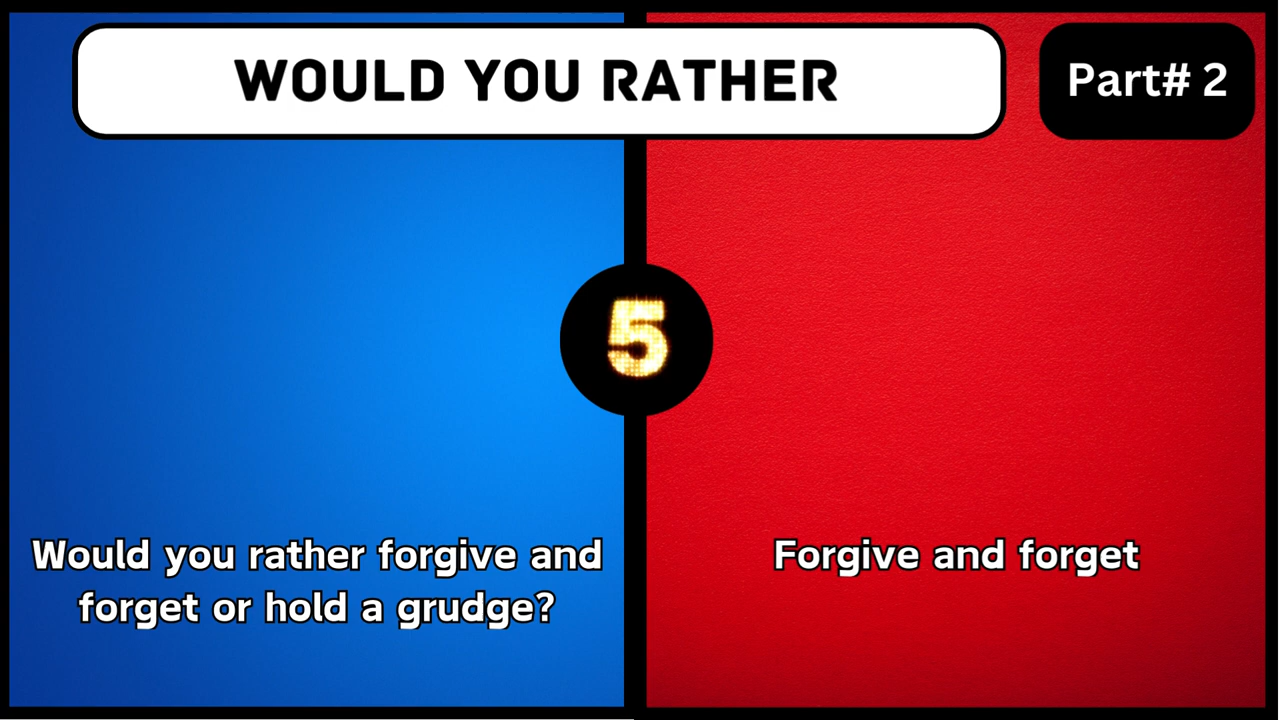 WOULD YOU RATHER
Part# 2
5
Would you rather forgive and
forget or hold a grudge?
Forgive and forget